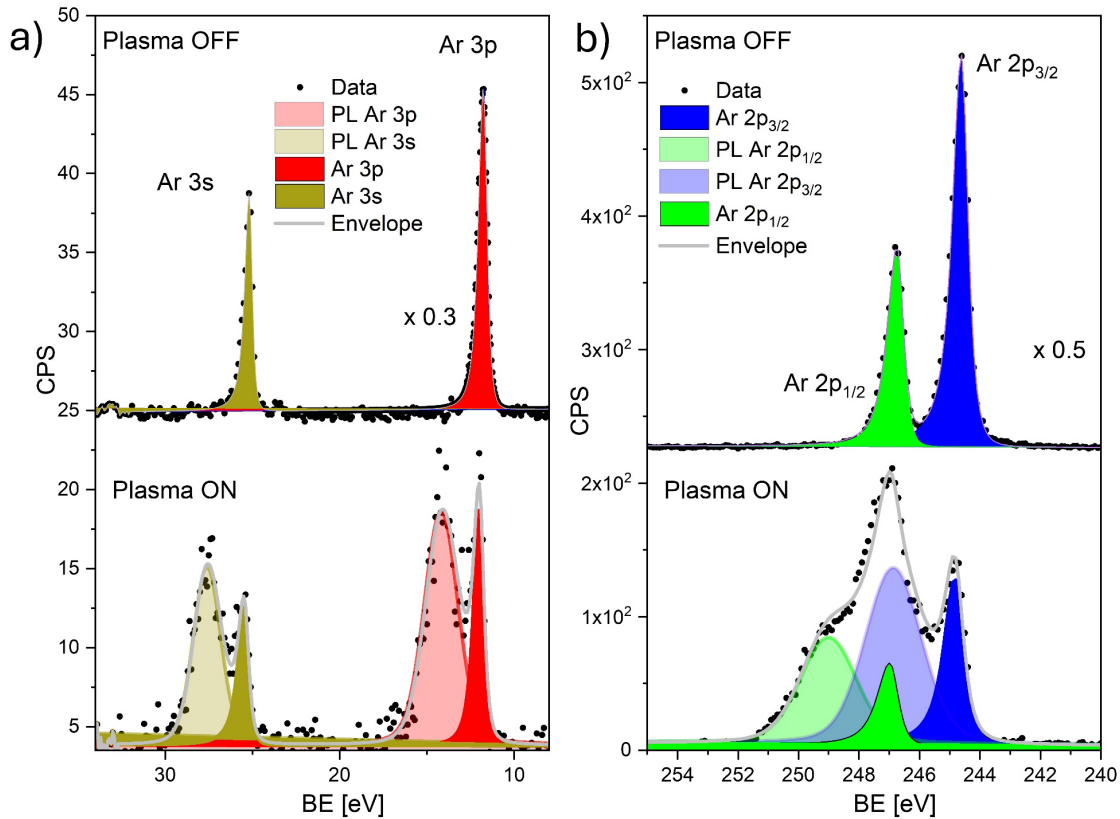 a)
Plasma OFF
Ar 3p
Data
PL Ar 3p
PL Ar 3s
Ar 3p
Ar 3s
Envelope
Ar 3s
x 0.3
50
45
40
35
30
25
20
15
10
5
CPS
Plasma ON
30
20
10
BE [eV]
b)
Plasma OFF
Ar 2p3/2
Data
Ar 2p3/2
PL Ar 2p1/2
PL Ar 2p3/2
Ar 2p1/2
Envelope
x 0.5
Ar 2p1/2
5x10²
4x10²
3x10²
2x10²
1x10²
0
CPS
Plasma ON
254
252
250
248
246
244
242
240
BE [eV]